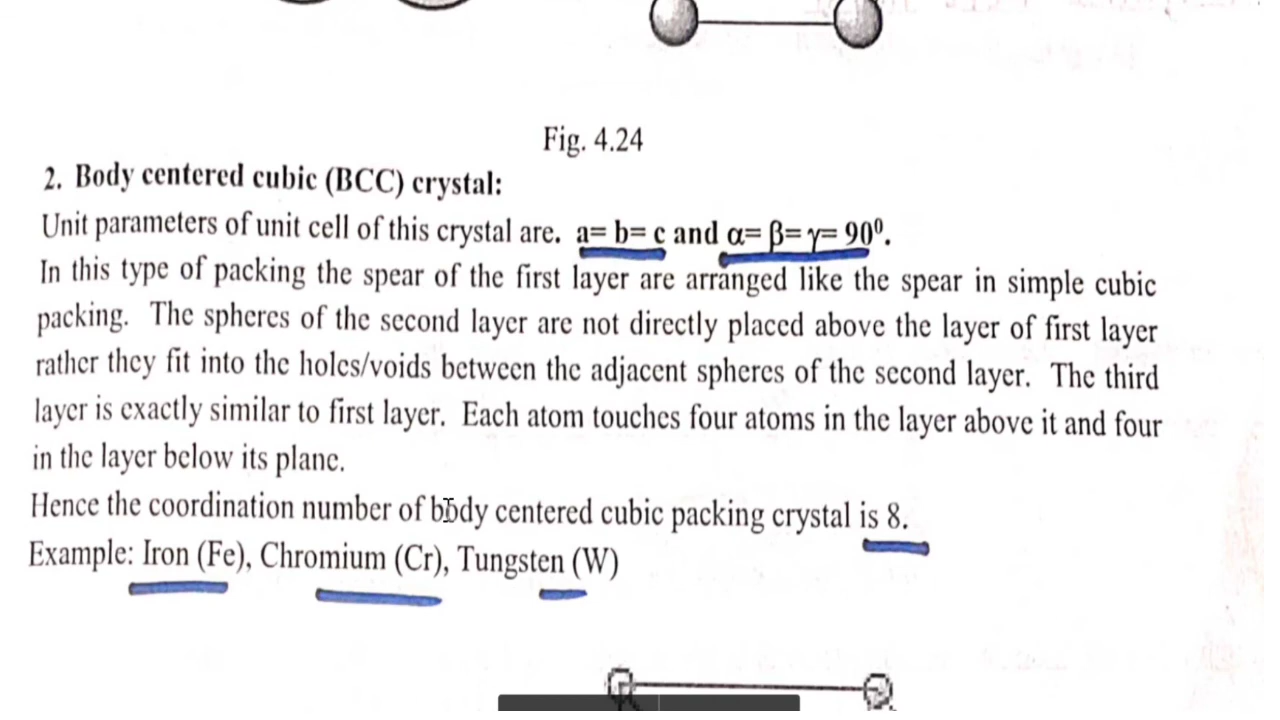 Fig. 4.24
2. Body centered cubic (BCC) crystal:
Unit parameters of unit cell of this crystal are. a= b= c and α= β= γ= 90⁰.
In this type of packing the spear of the first layer are arranged like the spear in simple cubic
packing. The spheres of the second layer are not directly placed above the layer of first layer
rather they fit into the holes/voids between the adjacent spheres of the second layer. The third
layer is exactly similar to first layer. Each atom touches four atoms in the layer above it and four
in the layer below its plane.
Hence the coordination number of body centered cubic packing crystal is 8.
Example: Iron (Fe), Chromium (Cr), Tungsten (W)